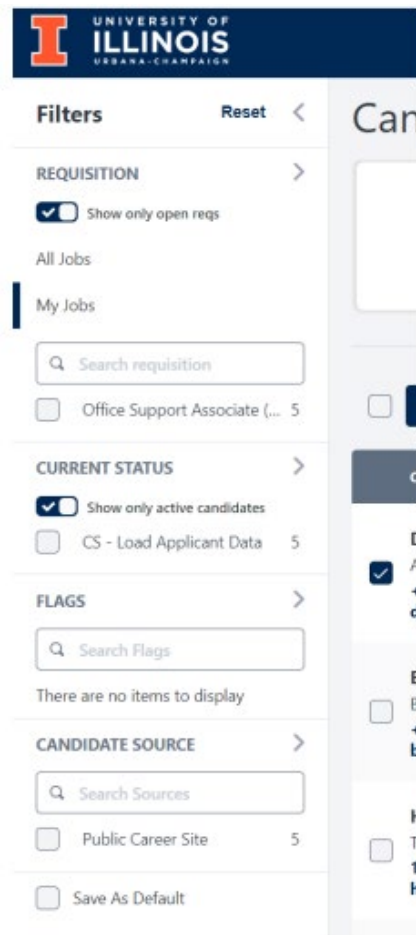 UNIVERSITY OF
ILLINOIS
URBANA-CHAMPAIGN
Filters Reset
Can
REQUISITION
Show only open reqs
All Jobs
My Jobs
Search requisition
Office Support Associate (... 5
CURRENT STATUS
Show only active candidates
CS - Load Applicant Data 5
FLAGS
Search Flags
There are no items to display
CANDIDATE SOURCE
Search Sources
Public Career Site 5
Save As Default